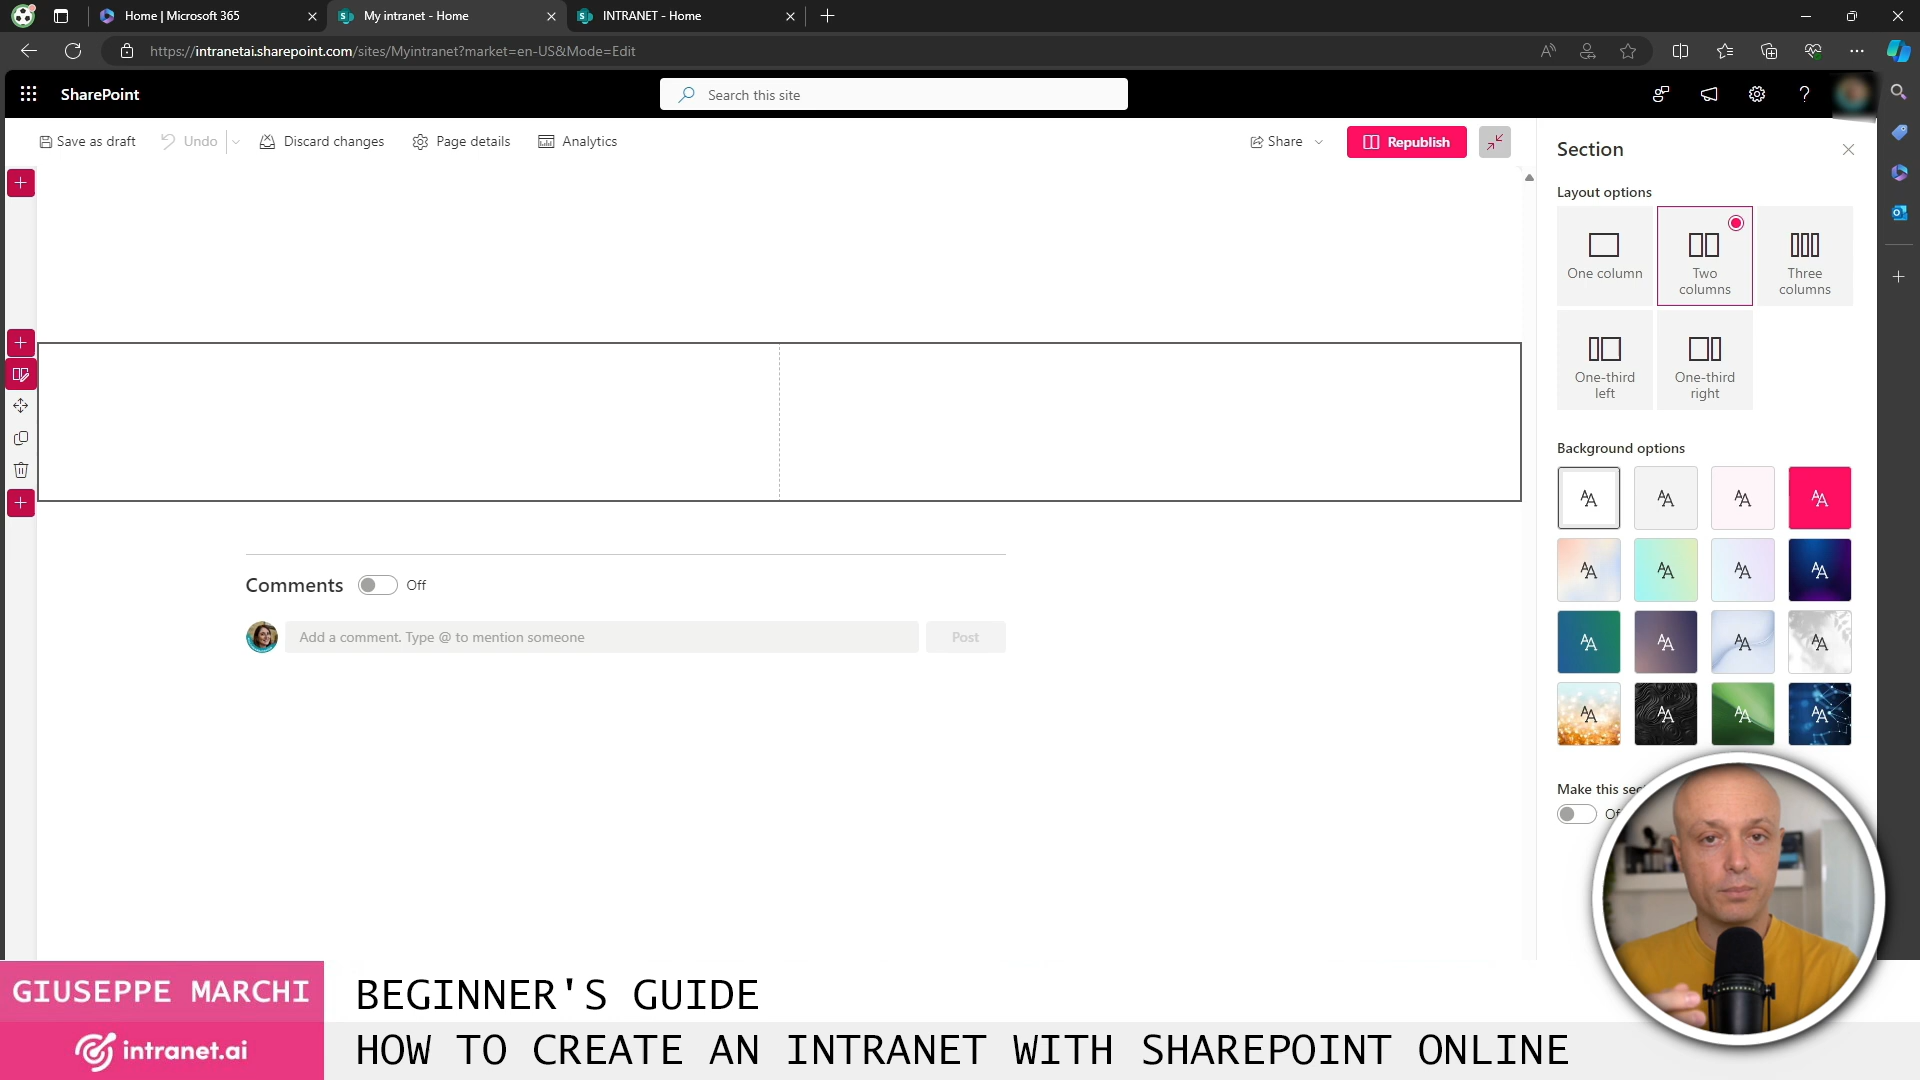 Home | Microsoft 365
My intranet - Home
INTRANET - Home
https://intranetai.sharepoint.com/sites/Myintranet?market=en-US&Mode=Edit
SharePoint
Search this site
Save as draft
Undo
Discard changes
Page details
Analytics
Share
Republish
Section
Layout options
One column
Two
columns
Three
columns
One-third
left
One-third
right
Background options
Comments
Off
Add a comment. Type @ to mention someone
Post
Make this
GIUSEPPE MARCHI
BEGINNER'S GUIDE
intranet.ai
HOW TO CREATE AN INTRANET WITH SHAREPOINT ONLINE